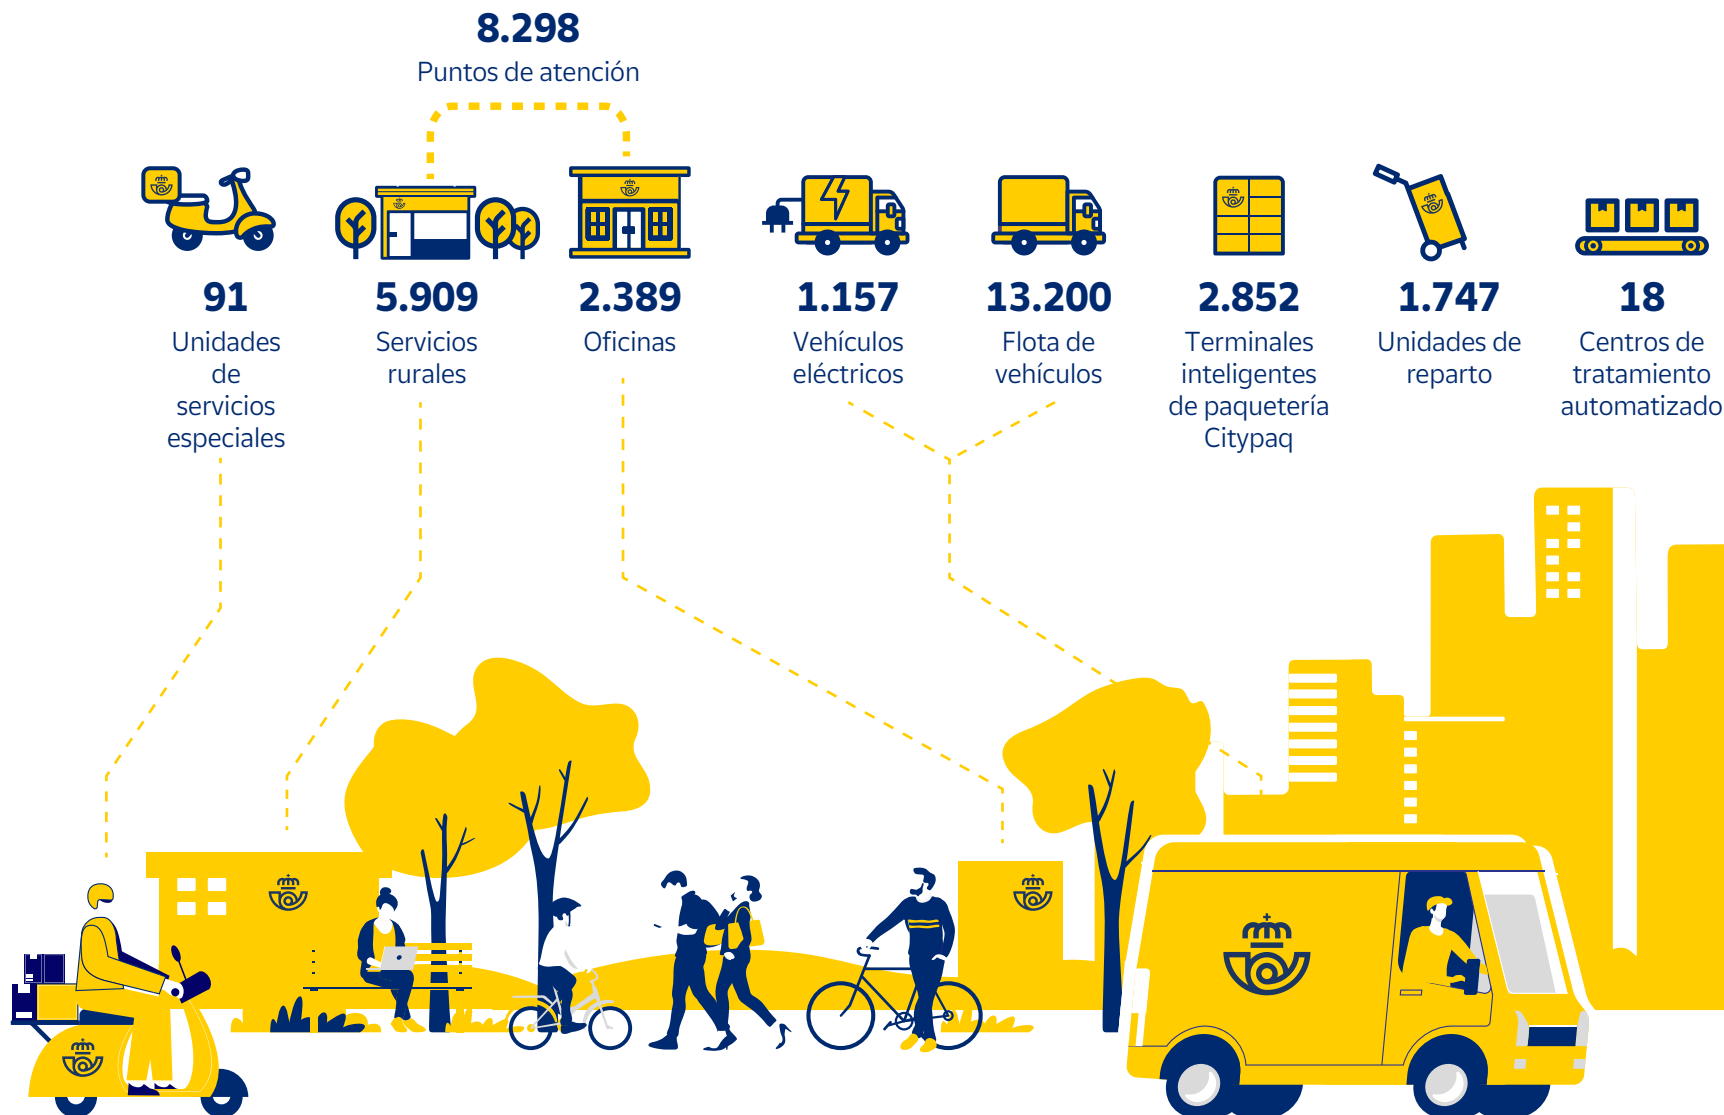 8.298
Puntos de atención
91
Unidades
de
servicios
especiales
5.909
Servicios
rurales
2.389
Oficinas
1.157
Vehículos
eléctricos
13.200
Flota de
vehículos
2.852
Terminales
inteligentes
de paquetería
Citypaq
1.747
Unidades de
reparto
18
Centros de
tratamiento
automatizado